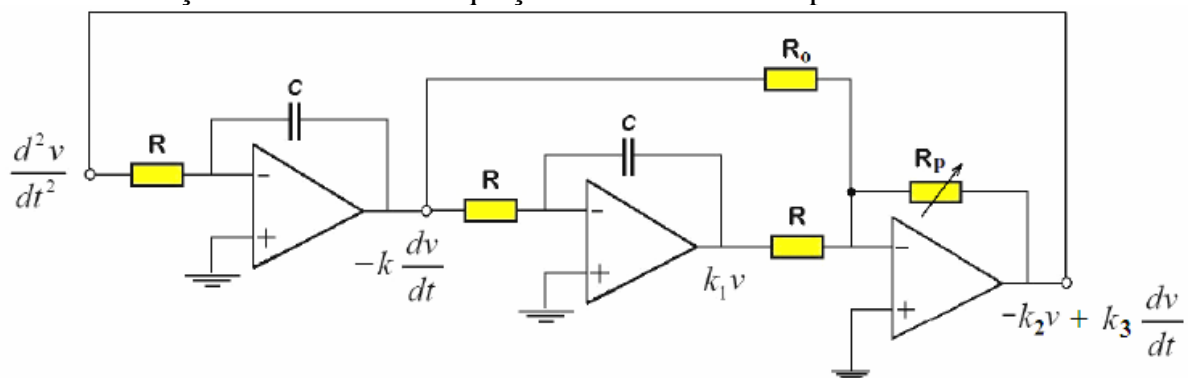 R₀
C
C
R
R
Rₚ
d²v
dt²
−
+
−
+
R
−
+
−k dv/dt
k₁v
−k₂v + k₃ dv/dt